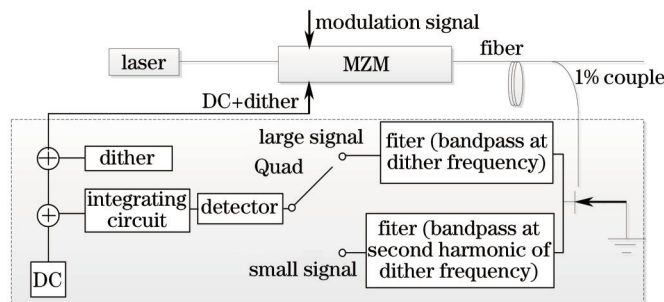 modulation signal
laser
MZM
fiber
1% couple
DC+dither
large signal
Quad
fiter (bandpass at
dither frequency)
dither
integrating
circuit
detector
fiter (bandpass at
second harmonic of
dither frequency)
small signal
DC